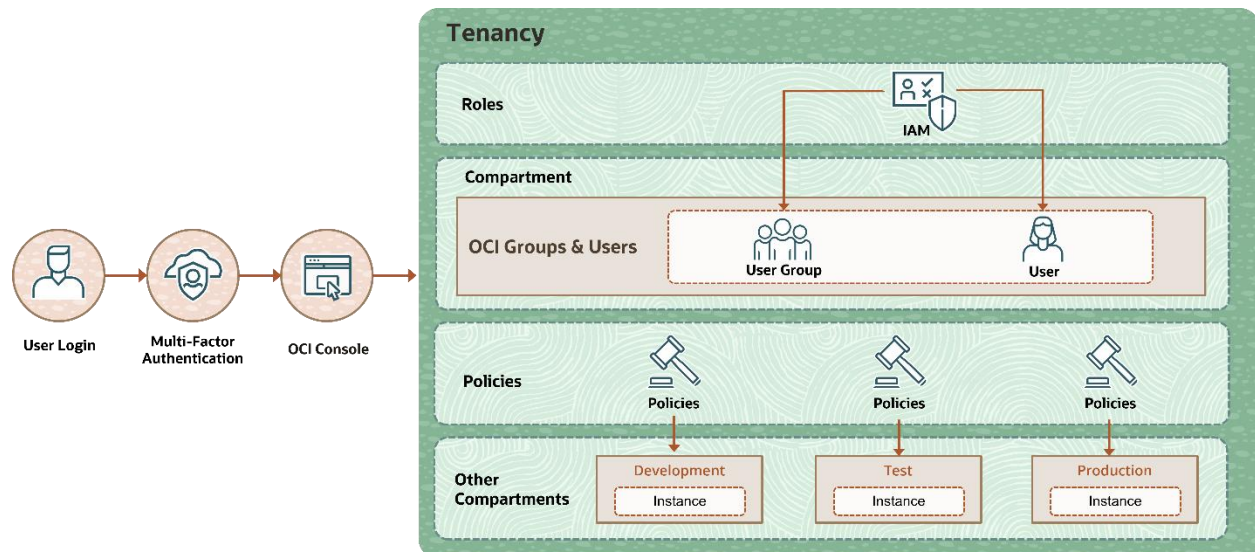 Tenancy
Roles
IAM
Compartment
OCI Groups & Users
User Group
User
User Login
Multi-Factor
Authentication
OCI Console
Policies
Policies
Policies
Policies
Other
Compartments
Development
Instance
Test
Instance
Production
Instance